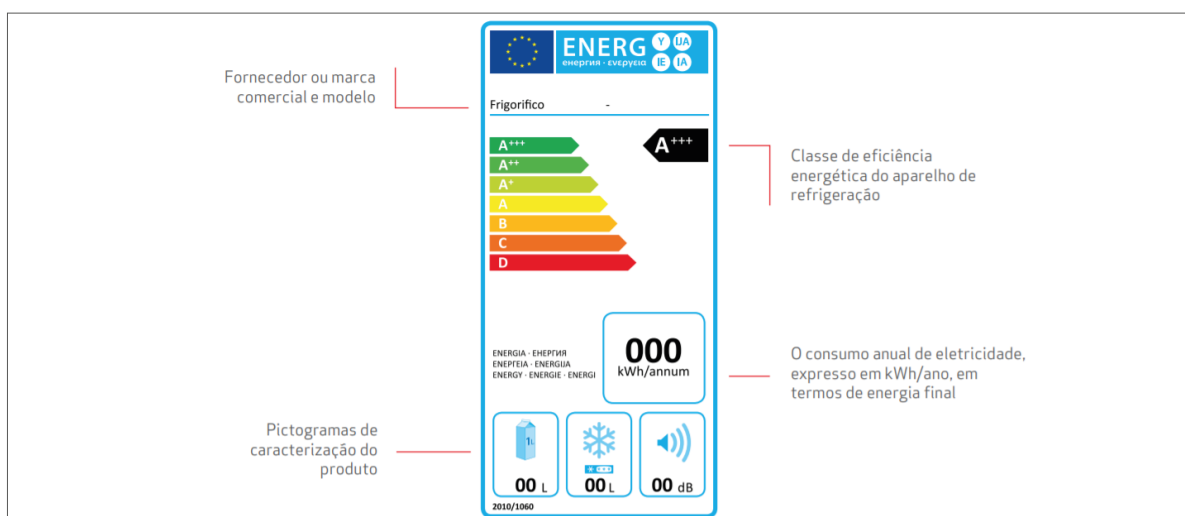 ENERG Y UA
енергия · ενεργεια IE IA
Fornecedor ou marca
comercial e modelo
Frigorifico -
A+++
A++
A+
A
B
C
D
A+++
Classe de eficiência
energética do aparelho de
refrigeração
ENERGIA · ЕНЕРГИЯ
ΕΝΕΡΓΕΙΑ · ENERGIJA
ENERGY · ENERGIE · ENERGI
000
kWh/annum
O consumo anual de eletricidade,
expresso em kWh/ano, em
termos de energia final
Pictogramas de
caracterização do
produto
1L
00 L
00 L
00 dB
2010/1060